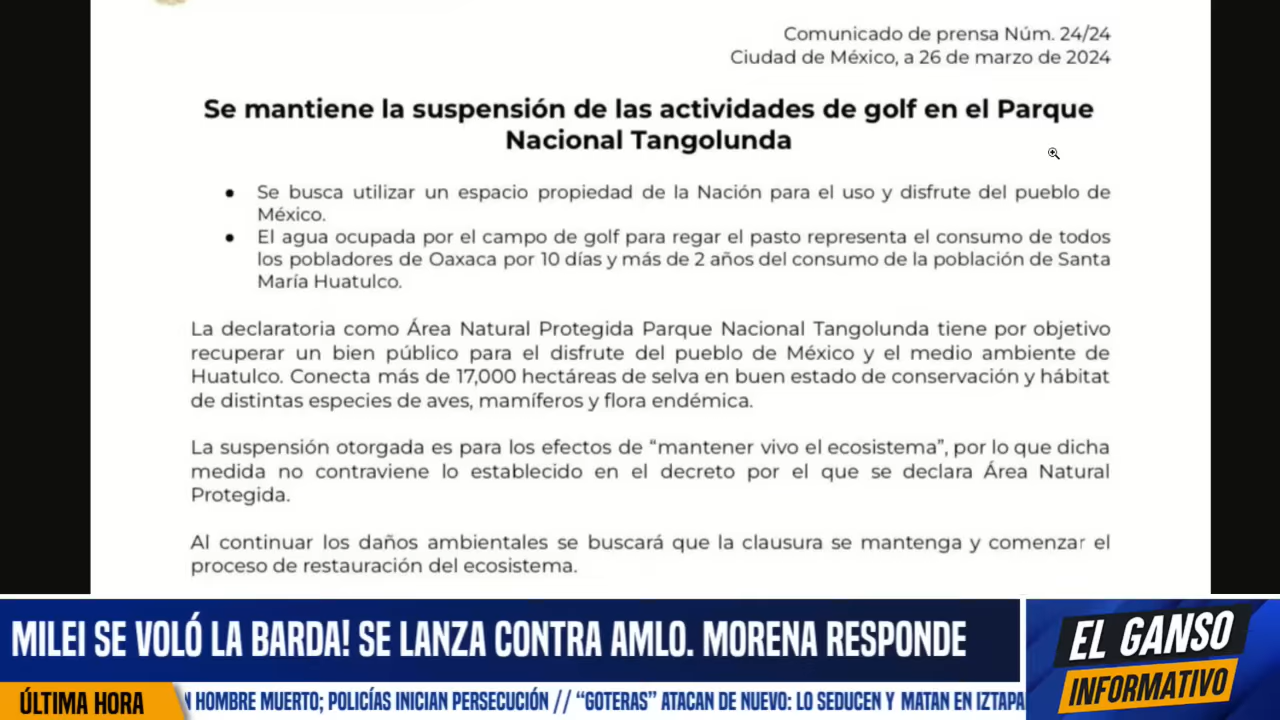 Comunicado de prensa Núm. 24/24
Ciudad de México, a 26 de marzo de 2024
Se mantiene la suspensión de las actividades de golf en el Parque
Nacional Tangolunda
● Se busca utilizar un espacio propiedad de la Nación para el uso y disfrute del pueblo de
México.
● El agua ocupada por el campo de golf para regar el pasto representa el consumo de todos
los pobladores de Oaxaca por 10 días y más de 2 años del consumo de la población de Santa
María Huatulco.
La declaratoria como Área Natural Protegida Parque Nacional Tangolunda tiene por objetivo
recuperar un bien público para el disfrute del pueblo de México y el medio ambiente de
Huatulco. Conecta más de 17,000 hectáreas de selva en buen estado de conservación y hábitat
de distintas especies de aves, mamíferos y flora endémica.
La suspensión otorgada es para los efectos de “mantener vivo el ecosistema”, por lo que dicha
medida no contraviene lo establecido en el decreto por el que se declara Área Natural
Protegida.
Al continuar los daños ambientales se buscará que la clausura se mantenga y comenzar el
proceso de restauración del ecosistema.
MILEI SE VOLÓ LA BARDA! SE LANZA CONTRA AMLO. MORENA RESPONDE
EL GANSO
INFORMATIVO
ÚLTIMA HORA
N HOMBRE MUERTO; POLICÍAS INICIAN PERSECUCIÓN // “GOTERAS” ATACAN DE NUEVO: LO SEDUCEN Y MATAN EN IZTAPA